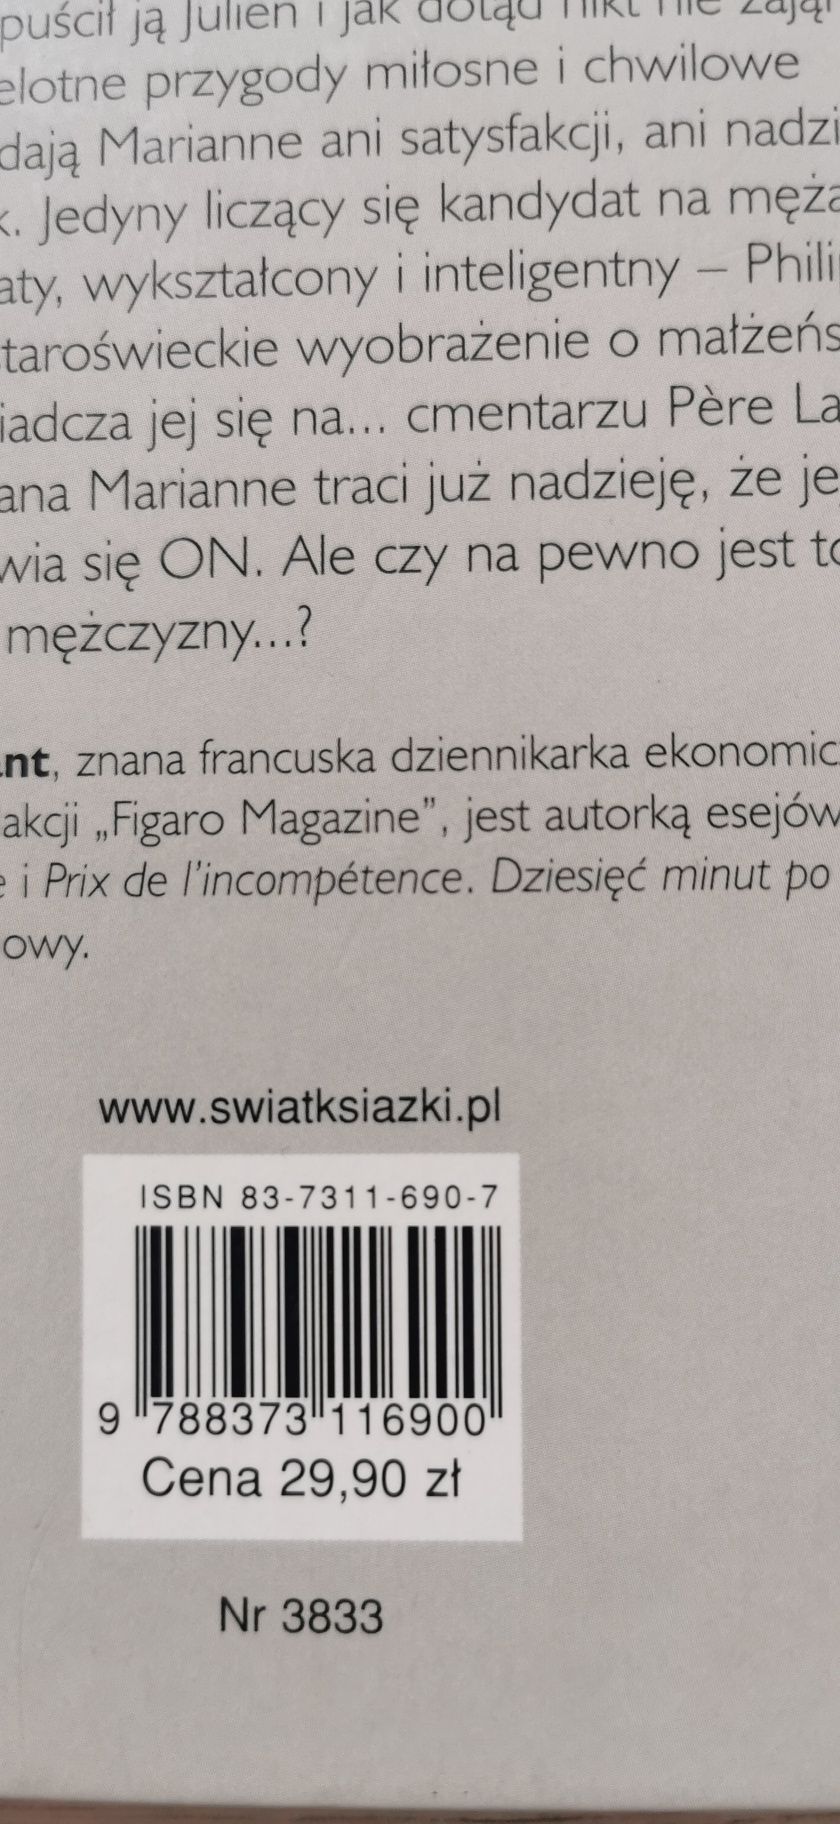 puścił ją Julien i jak dotąd nikt nie zajął
elotne przygody miłosne i chwilowe
dają Marianne ani satysfakcji, ani nadzi
k. Jedyny liczący się kandydat na męża
aty, wykształcony i inteligentny – Phili
taroświeckie wyobrażenie o małżeńs
iadcza jej się na... cmentarzu Père La
ana Marianne traci już nadzieję, że je
wia się ON. Ale czy na pewno jest to
mężczyzny...?
nt, znana francuska dziennikarka ekonomic
akcji „Figaro Magazine”, jest autorką esejów
e i Prix de l'incompétence. Dziesięć minut po
owy.
www.swiatksiazki.pl
ISBN 83-7311-690-7
9 788373 116900
Cena 29,90 zł
Nr 3833